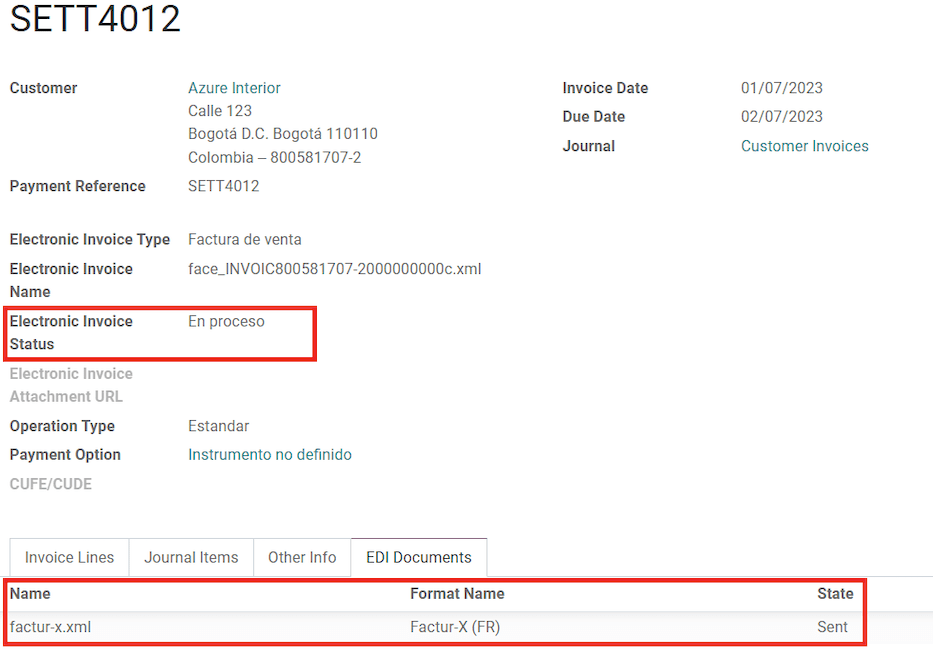 SETT4012
Customer Azure Interior Invoice Date 01/07/2023
Calle 123 Due Date 02/07/2023
Bogotá D.C. Bogotá 110110 Journal Customer Invoices
Colombia – 800581707-2
Payment Reference SETT4012
Electronic Invoice Type Factura de venta
Electronic Invoice Name face_INVOIC800581707-2000000000c.xml
Electronic Invoice Status En proceso
Electronic Invoice Attachment URL
Operation Type Estandar
Payment Option Instrumento no definido
CUFE/CUDE
Invoice Lines Journal Items Other Info EDI Documents
Name Format Name State
factur-x.xml Factur-X (FR) Sent